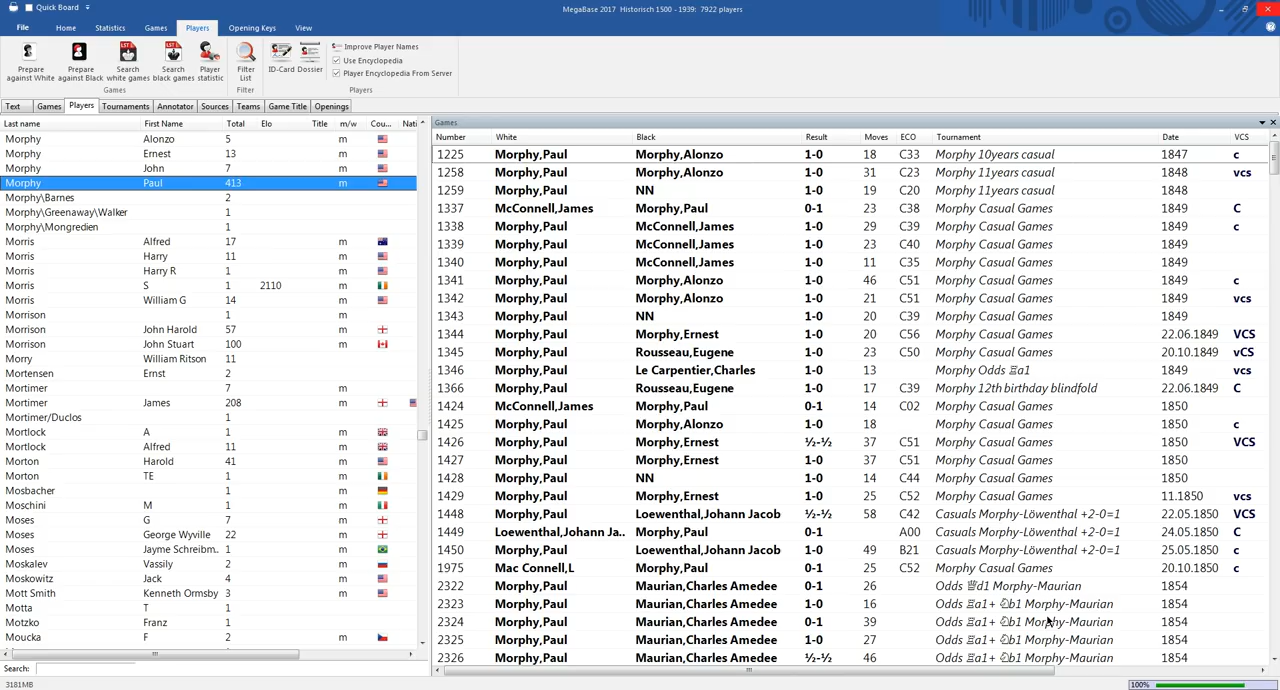 Quick Board
MegaBase 2017 Historisch 1500 - 1939: 7922 players
File Home Statistics Games Players Opening Keys View
Prepare against White
Prepare against Black
Search white games
Search black games
Player statistic
Filter List
ID-Card Dossier
Improve Player Names
Use Encyclopedia
Player Encyclopedia From Server
Games Filter Players
Text Games Players Tournaments Annotator Sources Teams Game Title Openings
Last name First Name Total Elo Title m/w Cou... Nati
Morphy Alonzo 5 m
Morphy Ernest 13 m
Morphy John 7 m
Morphy Paul 413 m
Morphy\Barnes 2
Morphy\Greenaway\Walker 1
Morphy\Mongredien 1
Morris Alfred 17 m
Morris Harry 11 m
Morris Harry R 1 m
Morris S 1 2110 m
Morris William G 14 m
Morrison 1
Morrison John Harold 57 m
Morrison John Stuart 100 m
Morry William Ritson 11
Mortensen Ernst 2
Mortimer 7 m
Mortimer James 208 m
Mortimer/Duclos 1
Mortlock A 1 m
Mortlock Alfred 11 m
Morton Harold 41 m
Morton TE 1 m
Mosbacher 1 m
Moschini M 1 m
Moses G 7 m
Moses George Wyville 22 m
Moses Jayme Schreibm.. 1 m
Moskalev Vassily 2 m
Moskowitz Jack 4 m
Mott Smith Kenneth Ormsby 3 m
Motta T 1
Motzko Franz 1
Moucka F 2 m
Search:
3181MB
Games
Number White Black Result Moves ECO Tournament Date VCS
1225 Morphy,Paul Morphy,Alonzo 1-0 18 C33 Morphy 10years casual 1847 c
1258 Morphy,Paul Morphy,Alonzo 1-0 31 C23 Morphy 11years casual 1848 vcs
1259 Morphy,Paul NN 1-0 19 C20 Morphy 11years casual 1848
1337 McConnell,James Morphy,Paul 0-1 23 C38 Morphy Casual Games 1849 C
1338 Morphy,Paul McConnell,James 1-0 29 C39 Morphy Casual Games 1849 c
1339 Morphy,Paul McConnell,James 1-0 23 C40 Morphy Casual Games 1849
1340 Morphy,Paul McConnell,James 1-0 11 C35 Morphy Casual Games 1849
1341 Morphy,Paul Morphy,Alonzo 1-0 46 C51 Morphy Casual Games 1849 c
1342 Morphy,Paul Morphy,Alonzo 1-0 21 C51 Morphy Casual Games 1849 vcs
1343 Morphy,Paul NN 1-0 20 C39 Morphy Casual Games 1849
1344 Morphy,Paul Morphy,Ernest 1-0 20 C56 Morphy Casual Games 22.06.1849 VCS
1345 Morphy,Paul Rousseau,Eugene 1-0 23 C50 Morphy Casual Games 20.10.1849 vCS
1346 Morphy,Paul Le Carpentier,Charles 1-0 13 Morphy Odds ♖a1 1849 vcs
1366 Morphy,Paul Rousseau,Eugene 1-0 17 C39 Morphy 12th birthday blindfold 22.06.1849 C
1424 McConnell,James Morphy,Paul 0-1 14 C02 Morphy Casual Games 1850
1425 Morphy,Paul Morphy,Alonzo 1-0 18 Morphy Casual Games 1850 c
1426 Morphy,Paul Morphy,Ernest ½-½ 37 C51 Morphy Casual Games 1850 VCS
1427 Morphy,Paul Morphy,Ernest 1-0 37 C51 Morphy Casual Games 1850
1428 Morphy,Paul NN 1-0 14 C44 Morphy Casual Games 1850
1429 Morphy,Paul Morphy,Ernest 1-0 25 C52 Morphy Casual Games 11.1850 vcs
1448 Morphy,Paul Loewenthal,Johann Jacob ½-½ 58 C42 Casuals Morphy-Löwenthal +2-0=1 22.05.1850 VCS
1449 Loewenthal,Johann Ja.. Morphy,Paul 0-1 A00 Casuals Morphy-Löwenthal +2-0=1 24.05.1850 C
1450 Morphy,Paul Loewenthal,Johann Jacob 1-0 49 B21 Casuals Morphy-Löwenthal +2-0=1 25.05.1850 c
1975 Mac Connell,L Morphy,Paul 0-1 25 C52 Morphy Casual Games 20.10.1850 c
2322 Morphy,Paul Maurian,Charles Amedee 0-1 26 Odds ♕d1 Morphy-Maurian 1854
2323 Morphy,Paul Maurian,Charles Amedee 1-0 16 Odds ♖a1+ ♘b1 Morphy-Maurian 1854
2324 Morphy,Paul Maurian,Charles Amedee 0-1 39 Odds ♖a1+ ♘b1 Morphy-Maurian 1854
2325 Morphy,Paul Maurian,Charles Amedee 1-0 27 Odds ♖a1+ ♘b1 Morphy-Maurian 1854
2326 Morphy,Paul Maurian,Charles Amedee ½-½ 46 Odds ♖a1+ ♘b1 Morphy-Maurian 1854
100%